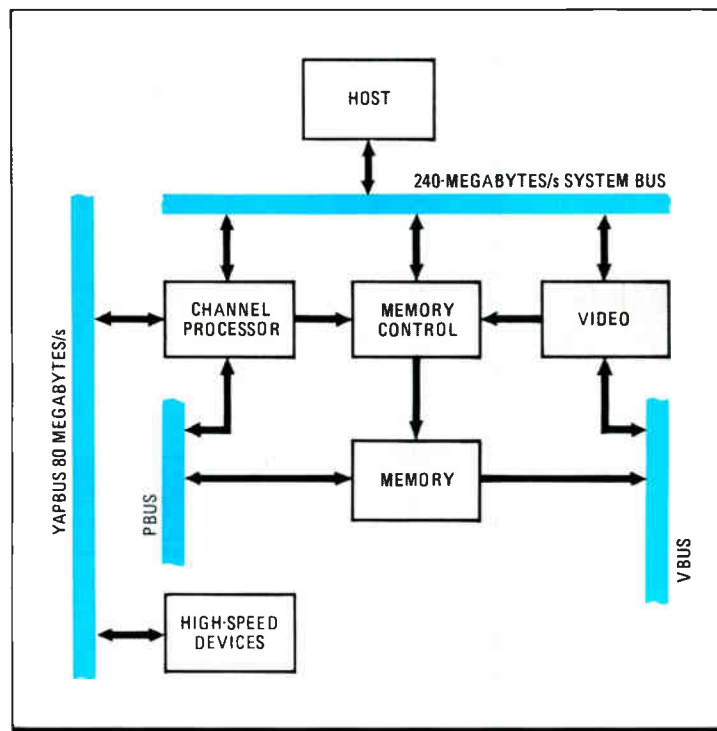 HOST
240-MEGABYTES/s SYSTEM BUS
CHANNEL
PROCESSOR
MEMORY
CONTROL
VIDEO
YAPBUS 80 MEGABYTES/s
PBUS
MEMORY
VBUS
HIGH-SPEED
DEVICES